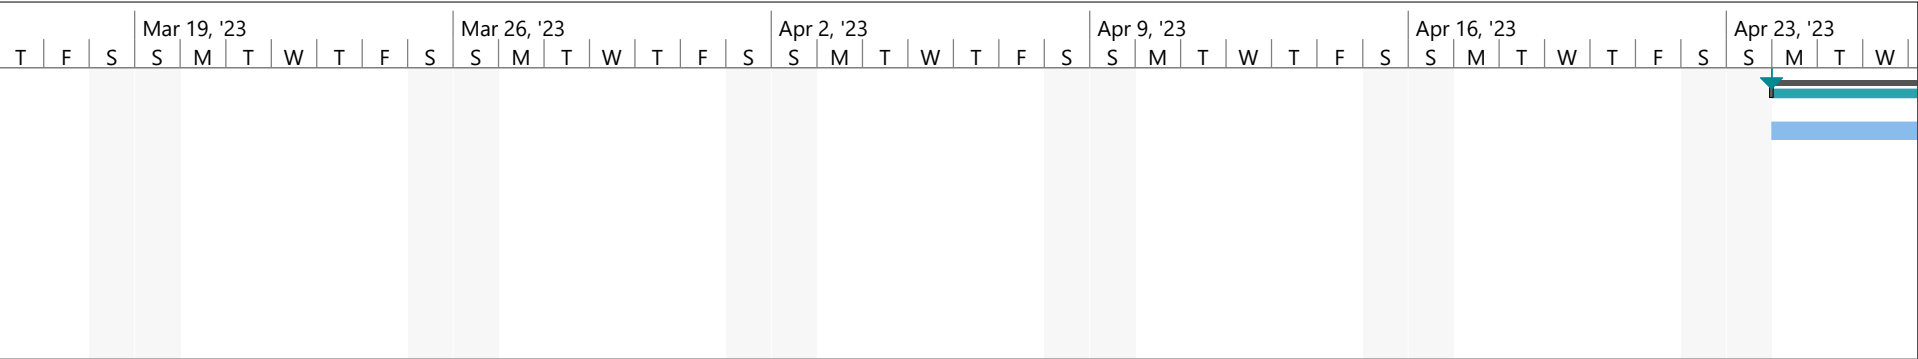 Mar 19, '23 Mar 26, '23 Apr 2, '23 Apr 9, '23 Apr 16, '23 Apr 23, '23
T F S S M T W T F S S M T W T F S S M T W T F S S M T W T F S S M T W T F S S M T W